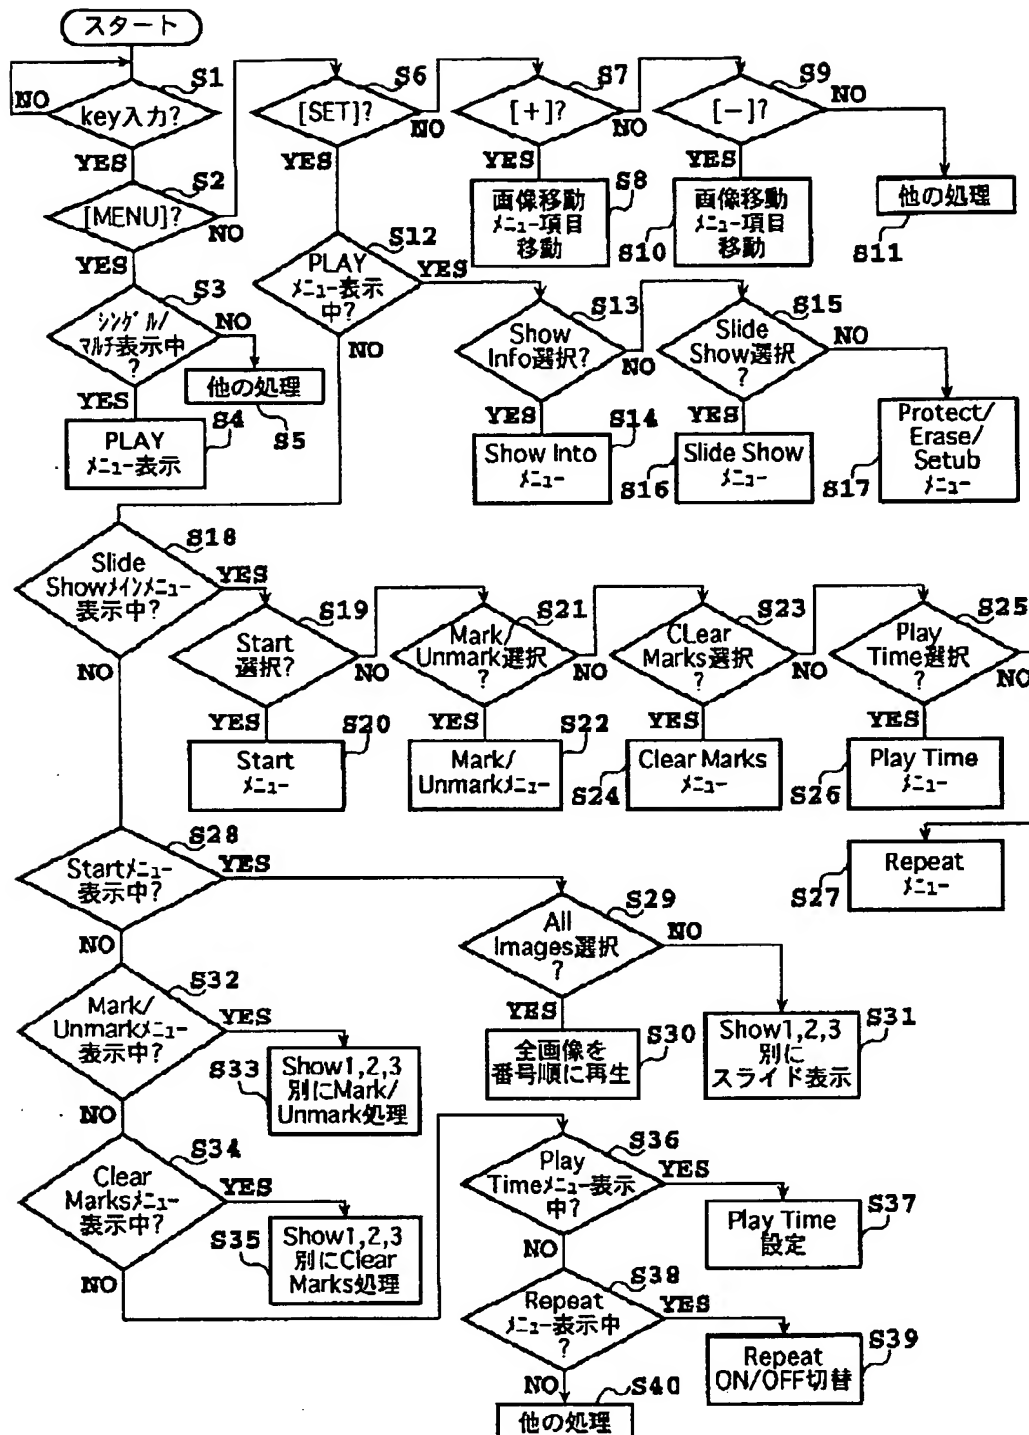 スタート
S1
NO
key入力?
YES
S2
[MENU]?
NO
YES
S3
シングル/
マルチ表示中
?
NO
YES
他の処理
S5
S4
PLAY
メニュー表示
S6
[SET]?
NO
YES
S7
[+]?
NO
YES
S8
画像移動
メニュー項目
移動
S9
[-]?
NO
YES
S10
画像移動
メニュー項目
移動
他の処理
S11
S12
PLAY
メニュー表示
中?
YES
NO
S13
Show
Info選択?
NO
YES
S14
Show Into
メニュー
S15
Slide
Show選択
?
NO
YES
S16
Slide Show
メニュー
S17
Protect/
Erase/
Setub
メニュー
S18
Slide
Showメインメニュー
表示中?
YES
NO
S19
Start
選択?
NO
YES
S20
Start
メニュー
S21
Mark/
Unmark選択
?
NO
YES
S22
Mark/
Unmarkメニュー
S23
CLear
Marks選択
?
NO
YES
S24
Clear Marks
メニュー
S25
Play
Time選択
?
NO
YES
S26
Play Time
メニュー
S27
Repeat
メニュー
S28
Startメニュー
表示中?
YES
NO
S29
All
Images選択
?
NO
YES
S30
全画像を
番号順に再生
S31
Show1,2,3
別に
スライド表示
S32
Mark/
Unmarkメニュー
表示中?
YES
NO
S33
Show1,2,3
別にMark/
Unmark処理
S34
Clear
Marksメニュー
表示中?
YES
NO
S35
Show1,2,3
別にClear
Marks処理
S36
Play
Timeメニュー表示
中?
YES
NO
S37
Play Time
設定
S38
Repeat
メニュー表示中
?
YES
NO
S39
Repeat
ON/OFF切替
S40
他の処理